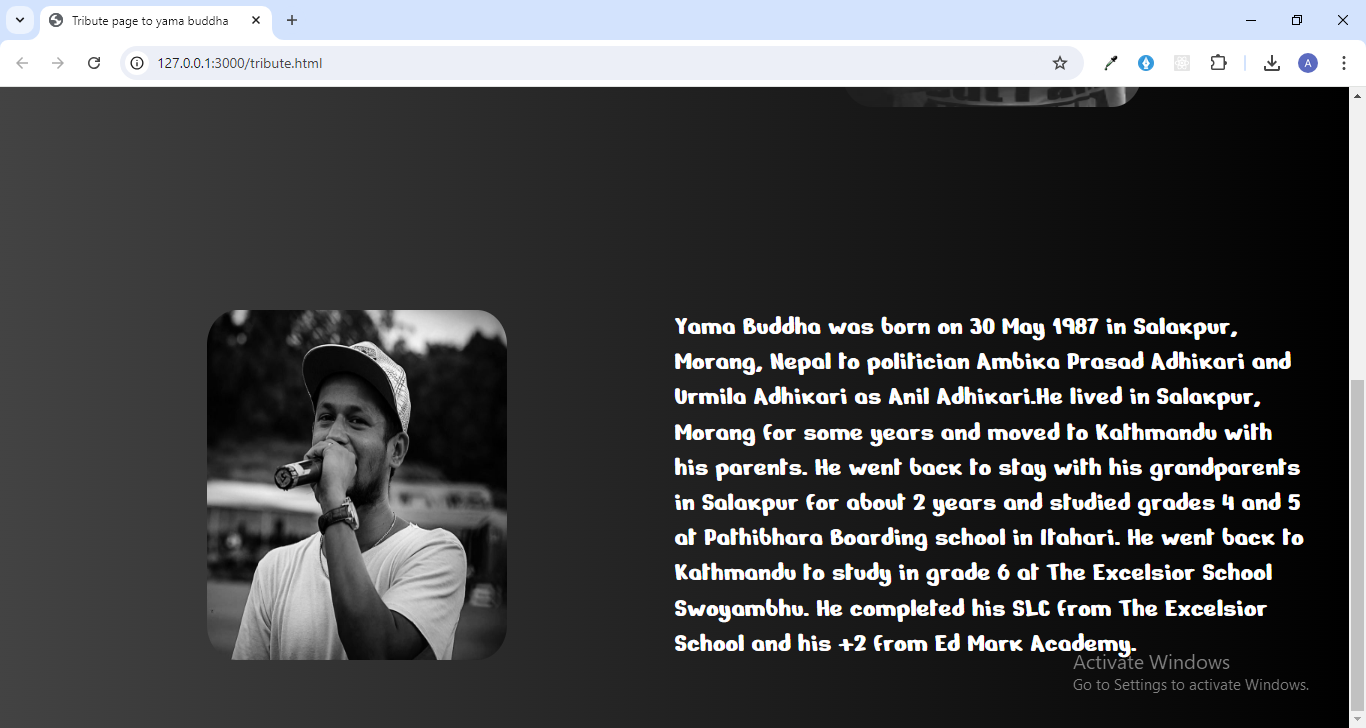 Tribute page to yama buddha
127.0.0.1:3000/tribute.html
A
Yama Buddha was born on 30 May 1987 in Salakpur,
Morang, Nepal to politician Ambika Prasad Adhikari and
Urmila Adhikari as Anil Adhikari.He lived in Salakpur,
Morang for some years and moved to Kathmandu with
his parents. He went back to stay with his grandparents
in Salakpur for about 2 years and studied grades 4 and 5
at Pathibhara Boarding school in Itahari. He went back to
Kathmandu to study in grade 6 at The Excelsior School
Swoyambhu. He completed his SLC from The Excelsior
School and his +2 from Ed Mark Academy.
Activate Windows
Go to Settings to activate Windows.